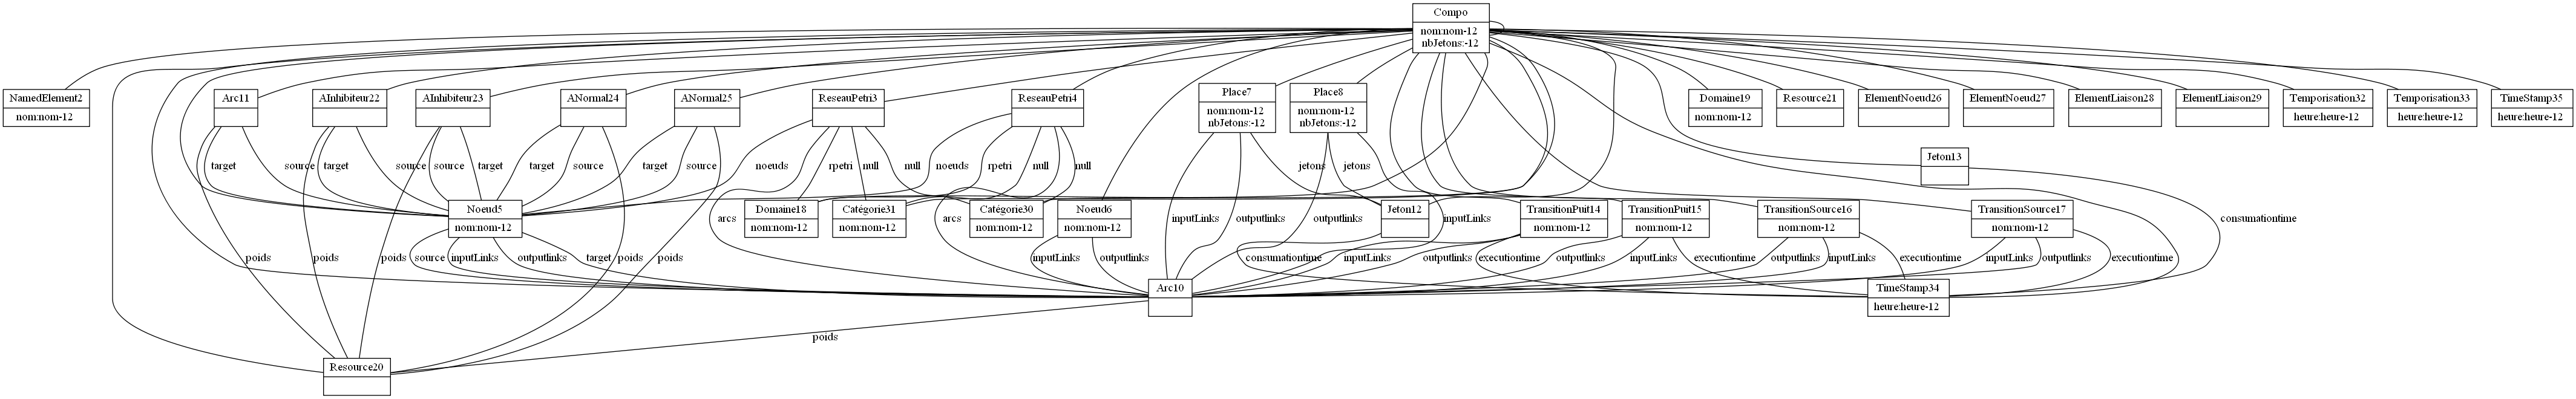 Compo
nom:nom-12
nbJetons:-12
NamedElement2
nom:nom-12
Arc11
AInhibiteur22
AInhibiteur23
ANormal24
ANormal25
ReseauPetri3
ReseauPetri4
Place7
nom:nom-12
nbJetons:-12
Place8
nom:nom-12
nbJetons:-12
Domaine19
nom:nom-12
Resource21
ElementNoeud26
ElementNoeud27
ElementLiaison28
ElementLiaison29
Temporisation32
heure:heure-12
Temporisation33
heure:heure-12
TimeStamp35
heure:heure-12
target
source
target
source
source
target
target
source
target
source
noeuds
rpetri
null
null
noeuds
rpetri
null
null
jetons
jetons
Jeton13
Noeud5
nom:nom-12
arcs
Domaine18
nom:nom-12
Catégorie31
nom:nom-12
arcs
Catégorie30
nom:nom-12
Noeud6
nom:nom-12
inputLinks
outputlinks
outputlinks
Jeton12
inputLinks
TransitionPuit14
nom:nom-12
TransitionPuit15
nom:nom-12
TransitionSource16
nom:nom-12
TransitionSource17
nom:nom-12
consumationtime
poids
poids
poids
source
inputLinks
outputlinks
target
poids
poids
inputLinks
outputlinks
consumationtime
inputLinks
outputlinks
executiontime
outputlinks
inputLinks
executiontime
outputlinks
inputLinks
executiontime
inputLinks
outputlinks
executiontime
Arc10
TimeStamp34
heure:heure-12
poids
Resource20